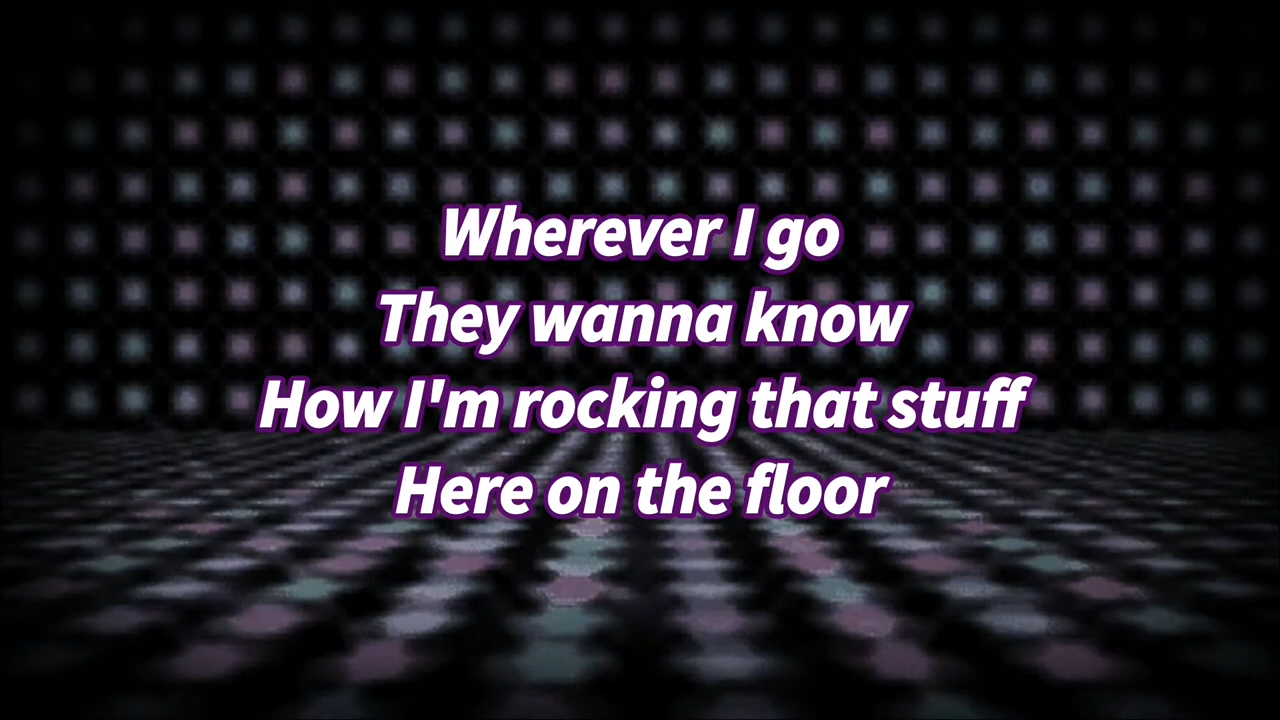 Wherever I go
They wanna know
How I'm rocking that stuff
Here on the floor